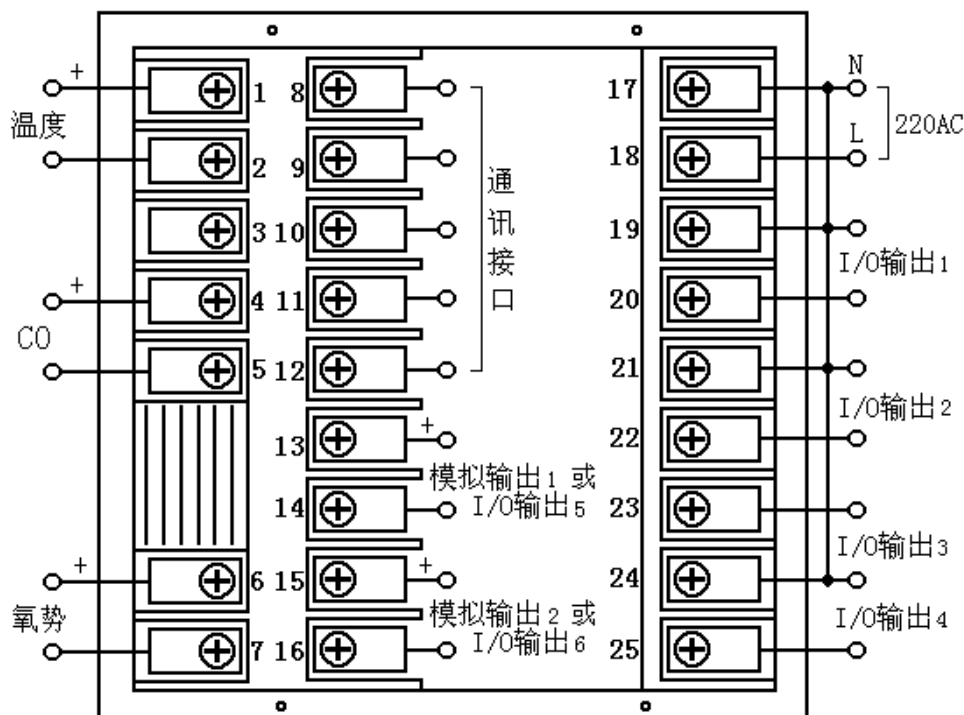 + 1 8 17 N
温度 220AC
2 9 18 L
通讯接口
3 10 19
I/O输出1
+ 4 11 20
CO
5 12 21
I/O输出2
13 + 22
模拟输出1 或
I/O输出5
14 23
I/O输出3
+ 6 15 + 24
氧势
模拟输出2 或
I/O输出6
I/O输出4
7 16 25